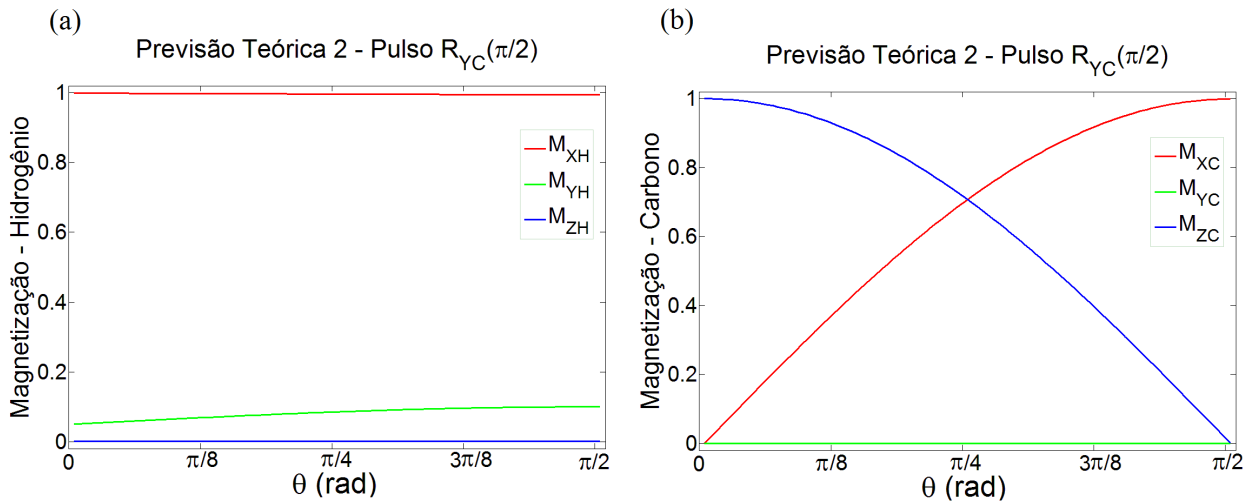 (a)
Previsão Teórica 2 - Pulso R_YC(π/2)
Magnetização - Hidrogênio
1
0.8
0.6
0.4
0.2
0
M_XH
M_YH
M_ZH
0 π/8 π/4 3π/8 π/2
θ (rad)
(b)
Previsão Teórica 2 - Pulso R_YC(π/2)
Magnetização - Carbono
1
0.8
0.6
0.4
0.2
0
M_XC
M_YC
M_ZC
0 π/8 π/4 3π/8 π/2
θ (rad)